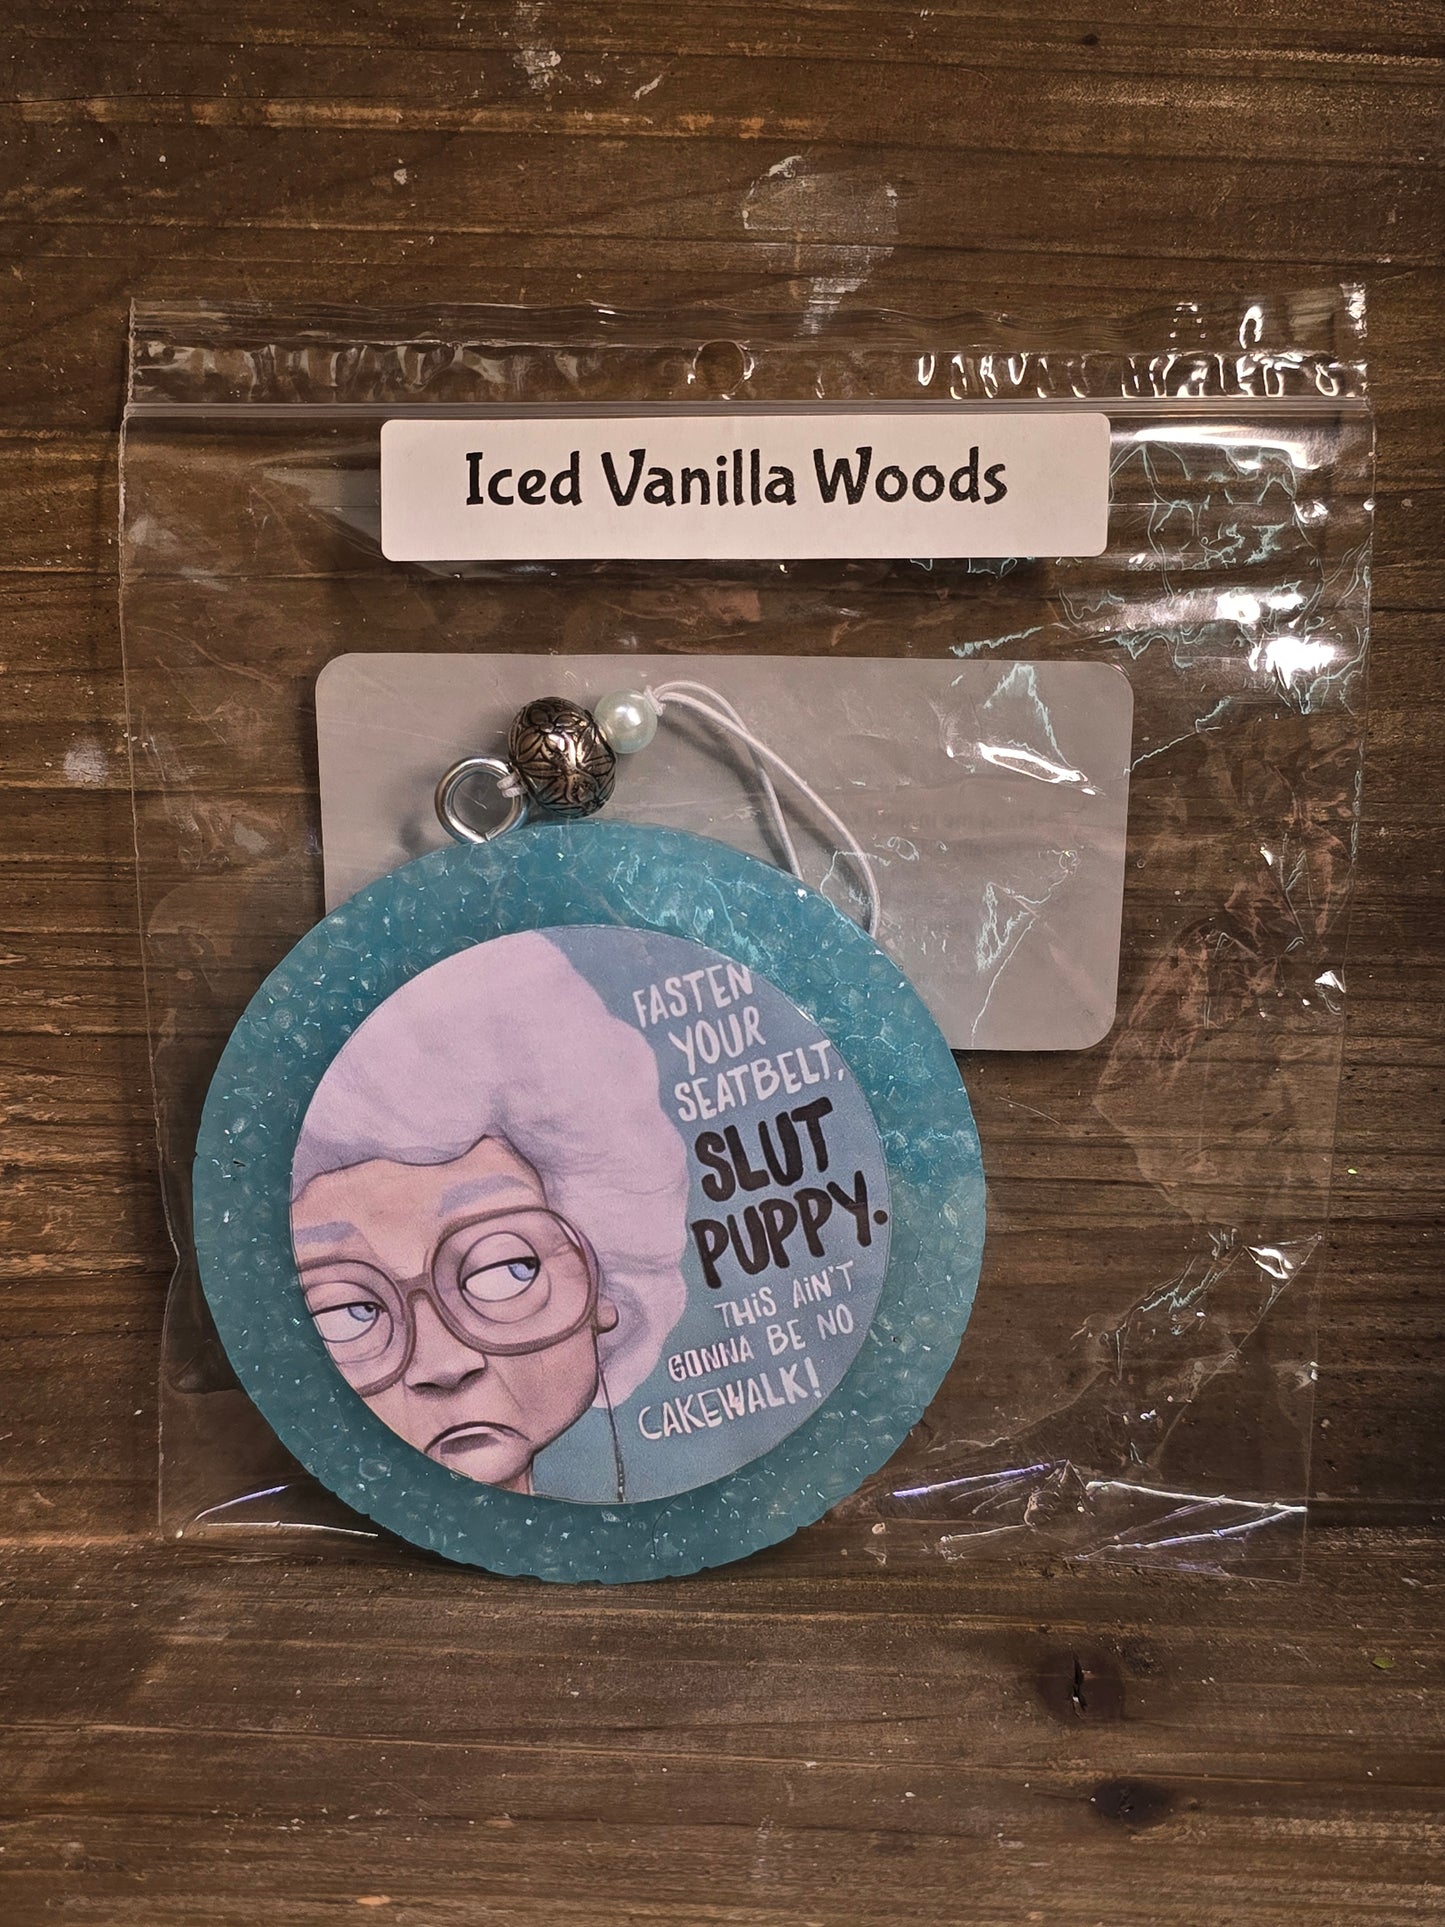 Iced Vanilla Woods
FASTEN
YOUR
SEATBELT,
SLUT
PUPPY.
THiS AiN'T
GONNA BE NO
CAKEWALK!